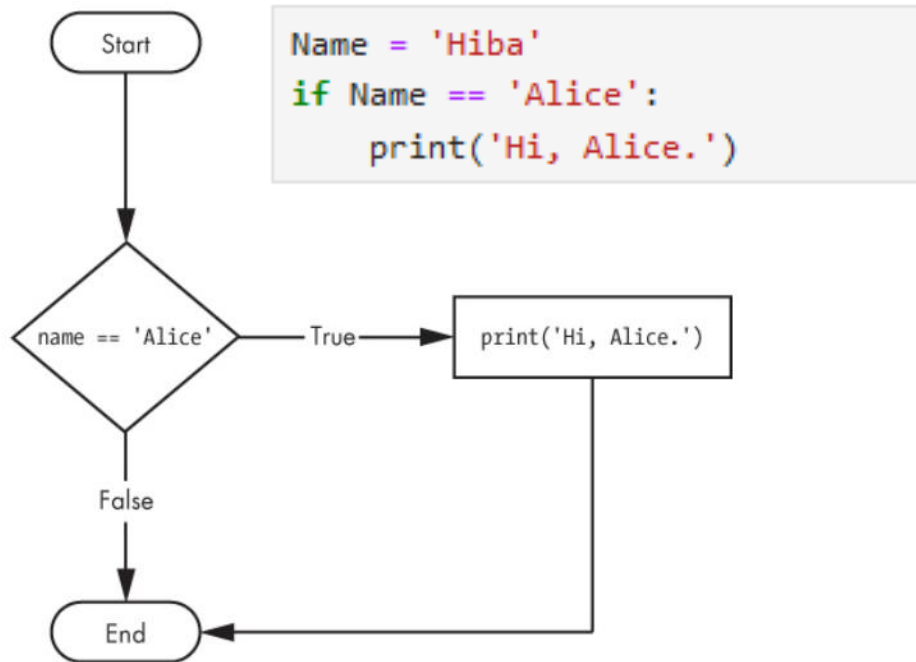 Start
Name = 'Hiba'
if Name == 'Alice':
    print('Hi, Alice.')
name == 'Alice'
True
print('Hi, Alice.')
False
End